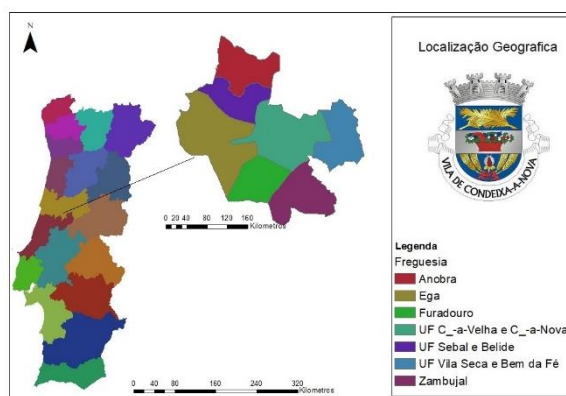 N
0 20 40 80 120 160
Kilometros
0 40 80 160 240 320
Kilometros
Localização Geografica
VILA DE CONDEIXA-A-NOVA
Legenda
Freguesia
Anobra
Ega
Furadouro
UF C_-a-Velha e C_-a-Nova
UF Sebal e Belide
UF Vila Seca e Bem da Fé
Zambujal